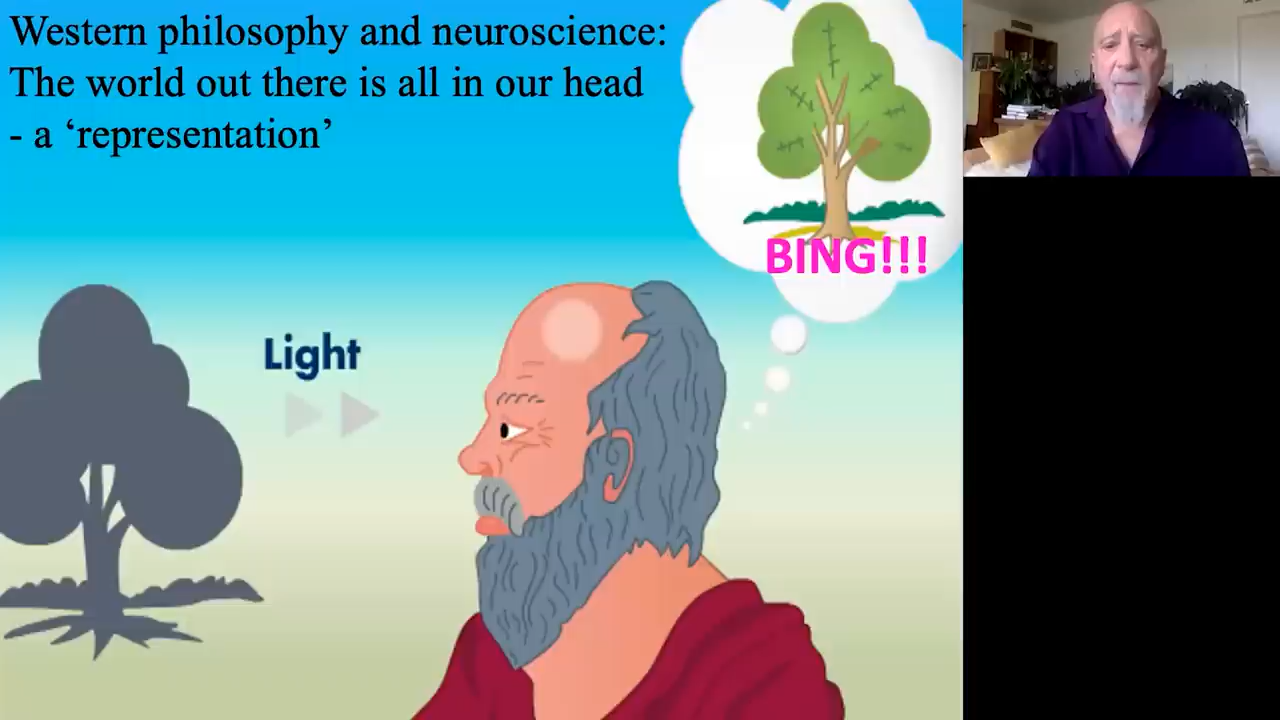 Western philosophy and neuroscience:
The world out there is all in our head
- a ‘representation’
BING!!!
Light